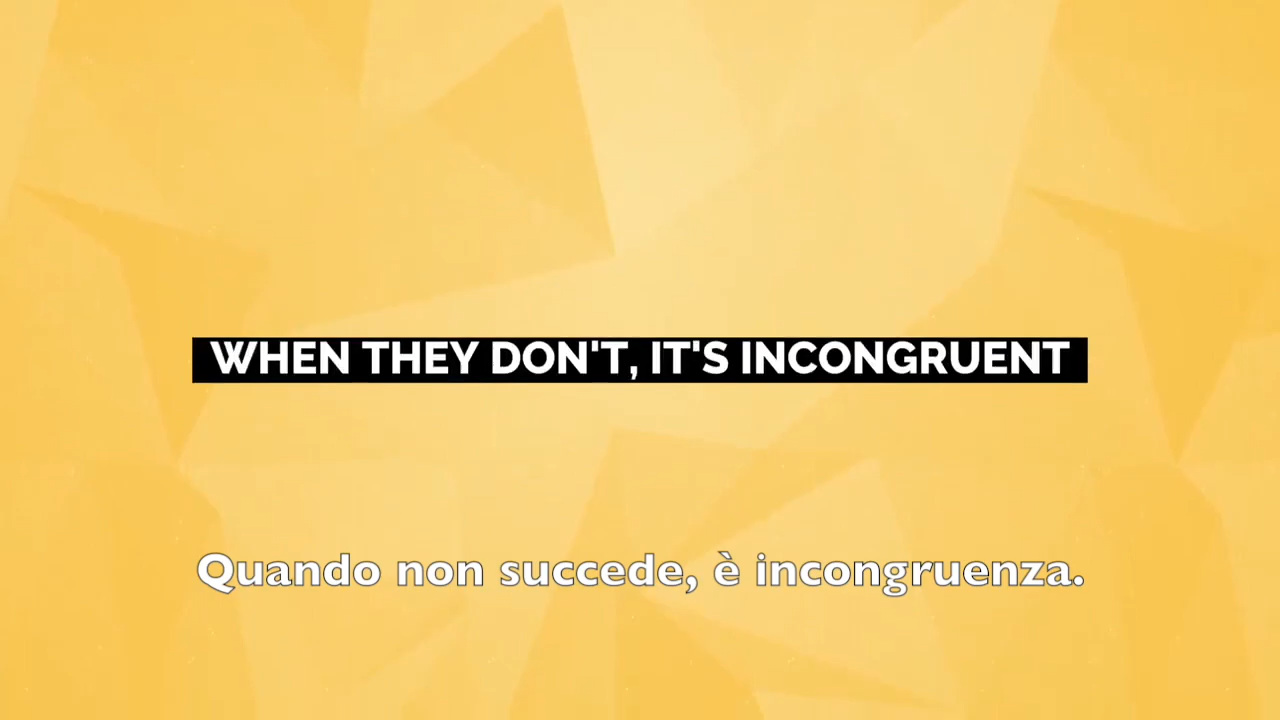 WHEN THEY DON'T, IT'S INCONGRUENT
Quando non succede, è incongruenza.